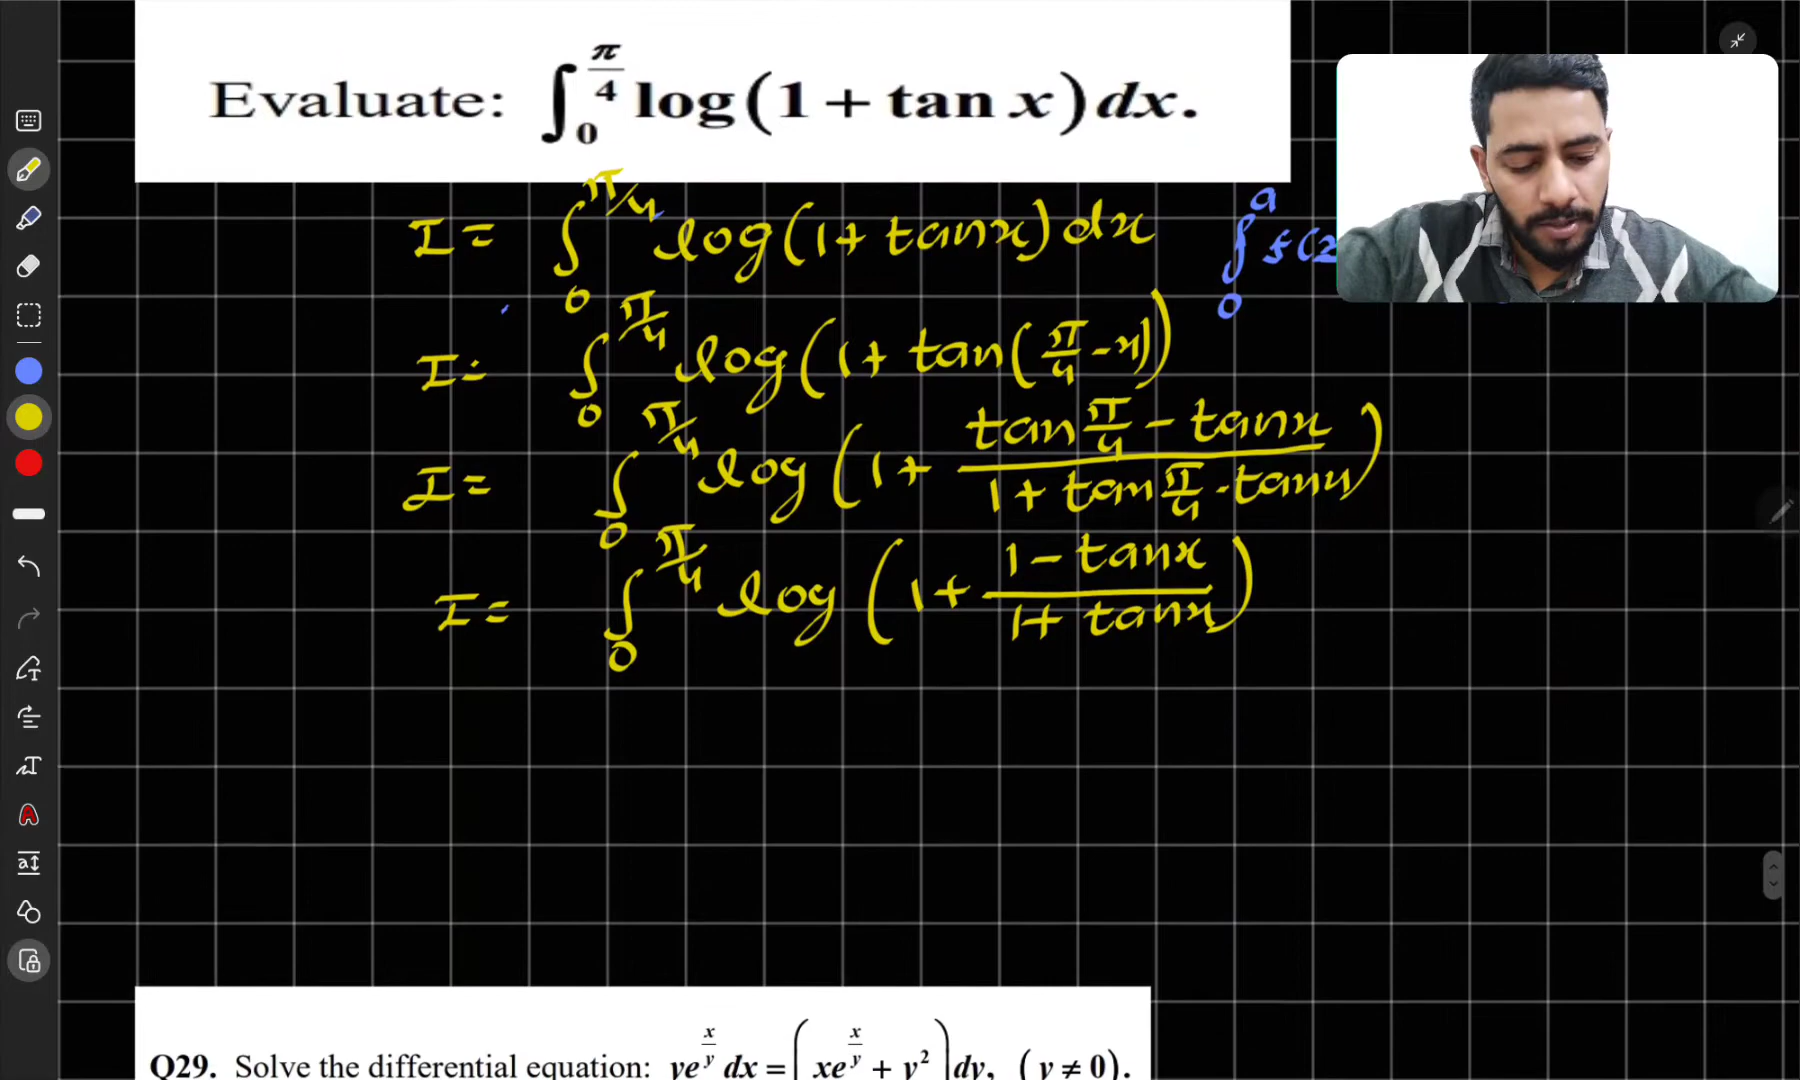 Evaluate: ∫₀^{π/4} log(1 + tan x) dx.
I = ∫₀^{π/4} log(1 + tanx) dx
∫₀^a f(x
I = ∫₀^{π/4} log(1 + tan(π/4 - x))
I = ∫₀^{π/4} log(1 + (tan π/4 - tanx)/(1 + tan π/4 · tanx))
I = ∫₀^{π/4} log(1 + (1 - tanx)/(1 + tanx))
Q29. Solve the differential equation: ye^{x/y} dx = (xe^{x/y} + y²) dy, (y ≠ 0).